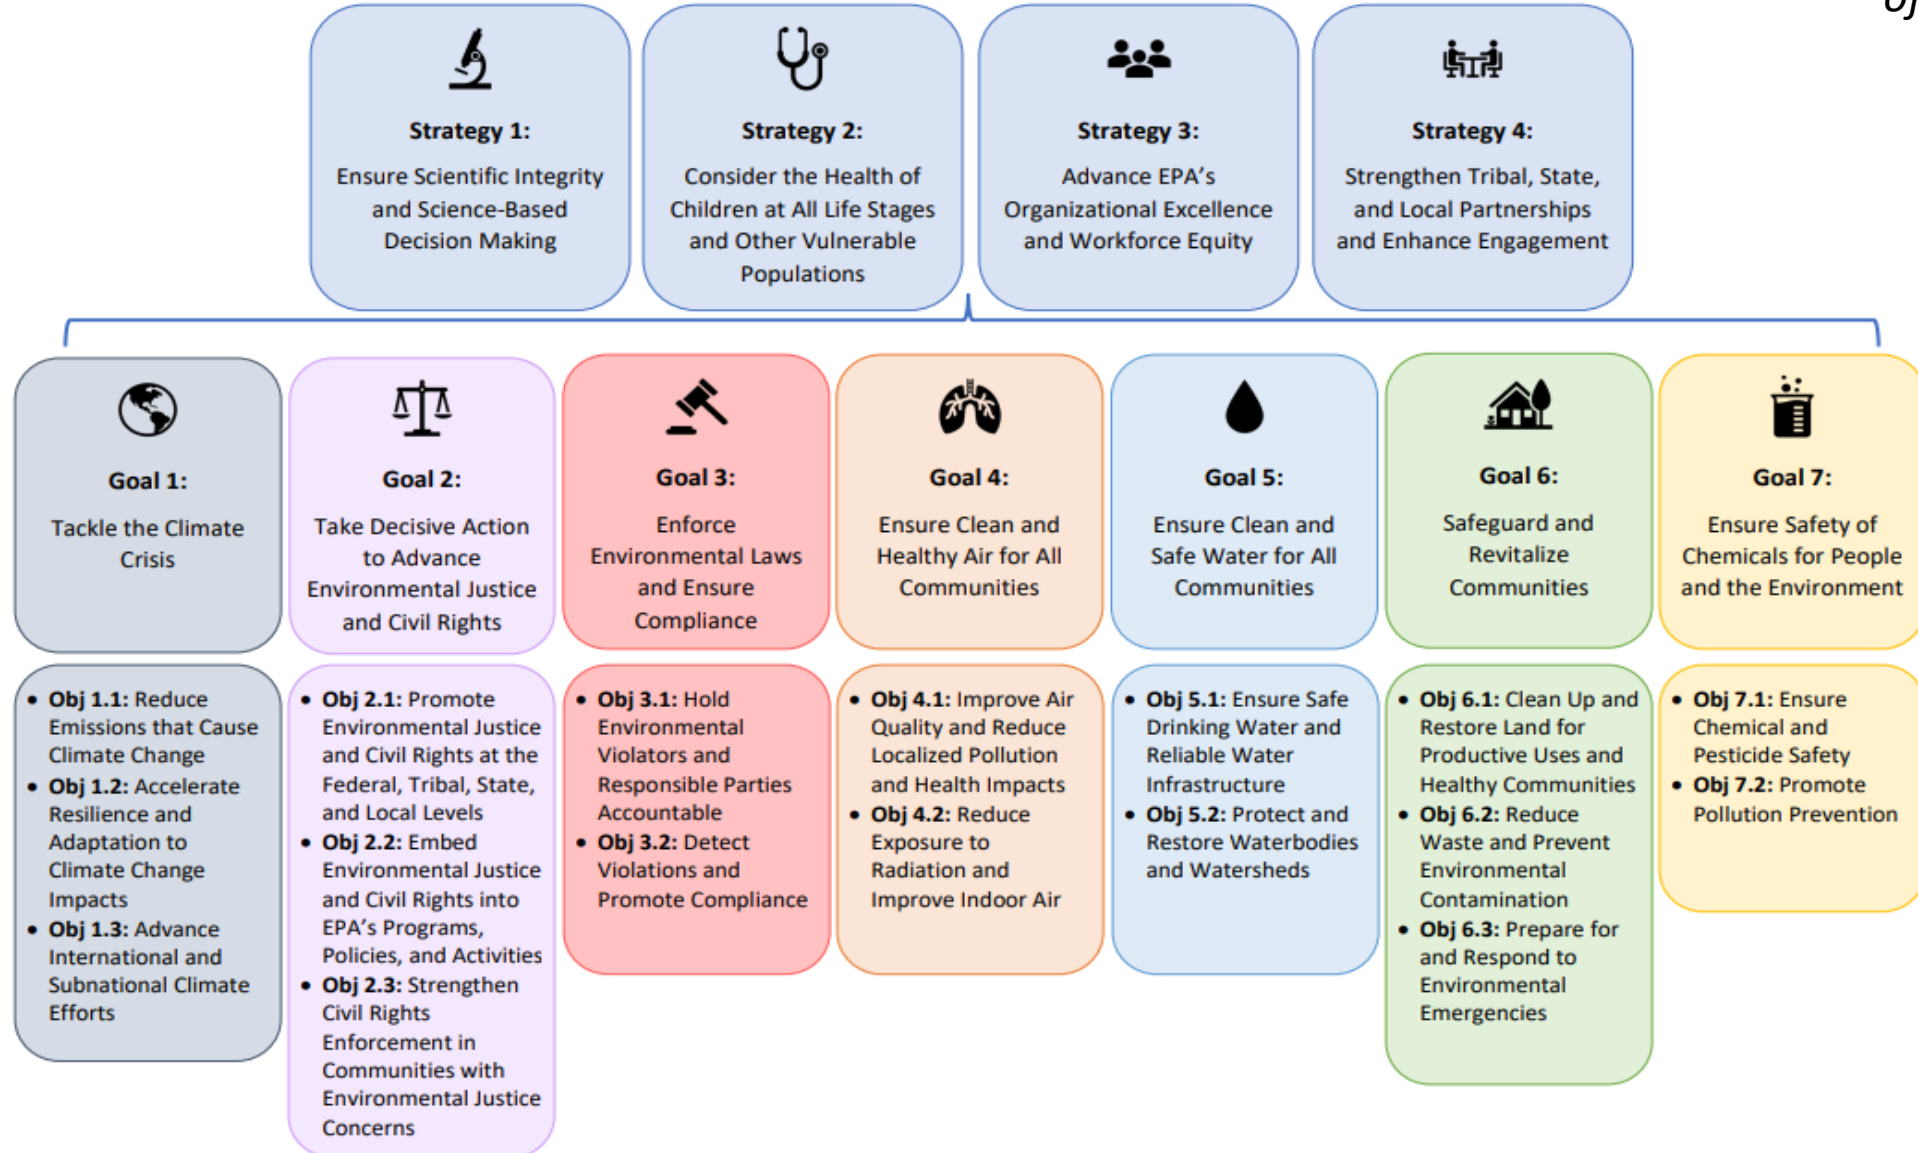 of
Strategy 1:
Ensure Scientific Integrity
and Science-Based
Decision Making
Strategy 2:
Consider the Health of
Children at All Life Stages
and Other Vulnerable
Populations
Strategy 3:
Advance EPA’s
Organizational Excellence
and Workforce Equity
Strategy 4:
Strengthen Tribal, State,
and Local Partnerships
and Enhance Engagement
Goal 1:
Tackle the Climate
Crisis
Goal 2:
Take Decisive Action
to Advance
Environmental Justice
and Civil Rights
Goal 3:
Enforce
Environmental Laws
and Ensure
Compliance
Goal 4:
Ensure Clean and
Healthy Air for All
Communities
Goal 5:
Ensure Clean and
Safe Water for All
Communities
Goal 6:
Safeguard and
Revitalize
Communities
Goal 7:
Ensure Safety of
Chemicals for People
and the Environment
• Obj 1.1: Reduce
Emissions that Cause
Climate Change
• Obj 1.2: Accelerate
Resilience and
Adaptation to
Climate Change
Impacts
• Obj 1.3: Advance
International and
Subnational Climate
Efforts
• Obj 2.1: Promote
Environmental Justice
and Civil Rights at the
Federal, Tribal, State,
and Local Levels
• Obj 2.2: Embed
Environmental Justice
and Civil Rights into
EPA’s Programs,
Policies, and Activities
• Obj 2.3: Strengthen
Civil Rights
Enforcement in
Communities with
Environmental Justice
Concerns
• Obj 3.1: Hold
Environmental
Violators and
Responsible Parties
Accountable
• Obj 3.2: Detect
Violations and
Promote Compliance
• Obj 4.1: Improve Air
Quality and Reduce
Localized Pollution
and Health Impacts
• Obj 4.2: Reduce
Exposure to
Radiation and
Improve Indoor Air
• Obj 5.1: Ensure Safe
Drinking Water and
Reliable Water
Infrastructure
• Obj 5.2: Protect and
Restore Waterbodies
and Watersheds
• Obj 6.1: Clean Up and
Restore Land for
Productive Uses and
Healthy Communities
• Obj 6.2: Reduce
Waste and Prevent
Environmental
Contamination
• Obj 6.3: Prepare for
and Respond to
Environmental
Emergencies
• Obj 7.1: Ensure
Chemical and
Pesticide Safety
• Obj 7.2: Promote
Pollution Prevention